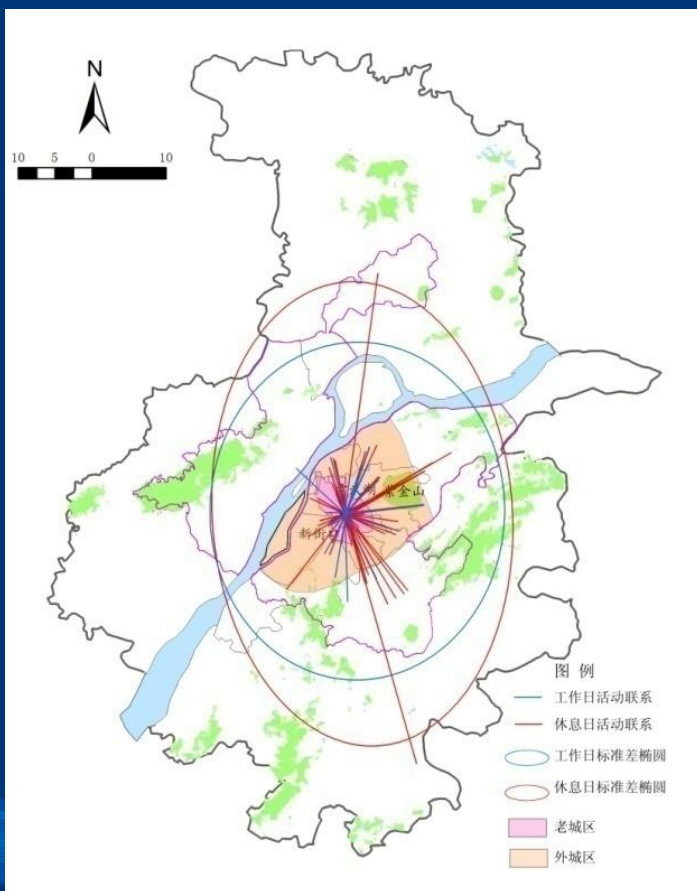 N
10 5 0 10
紫金山
新街口
图 例
工作日活动联系
休息日活动联系
工作日标准差椭圆
休息日标准差椭圆
老城区
外城区